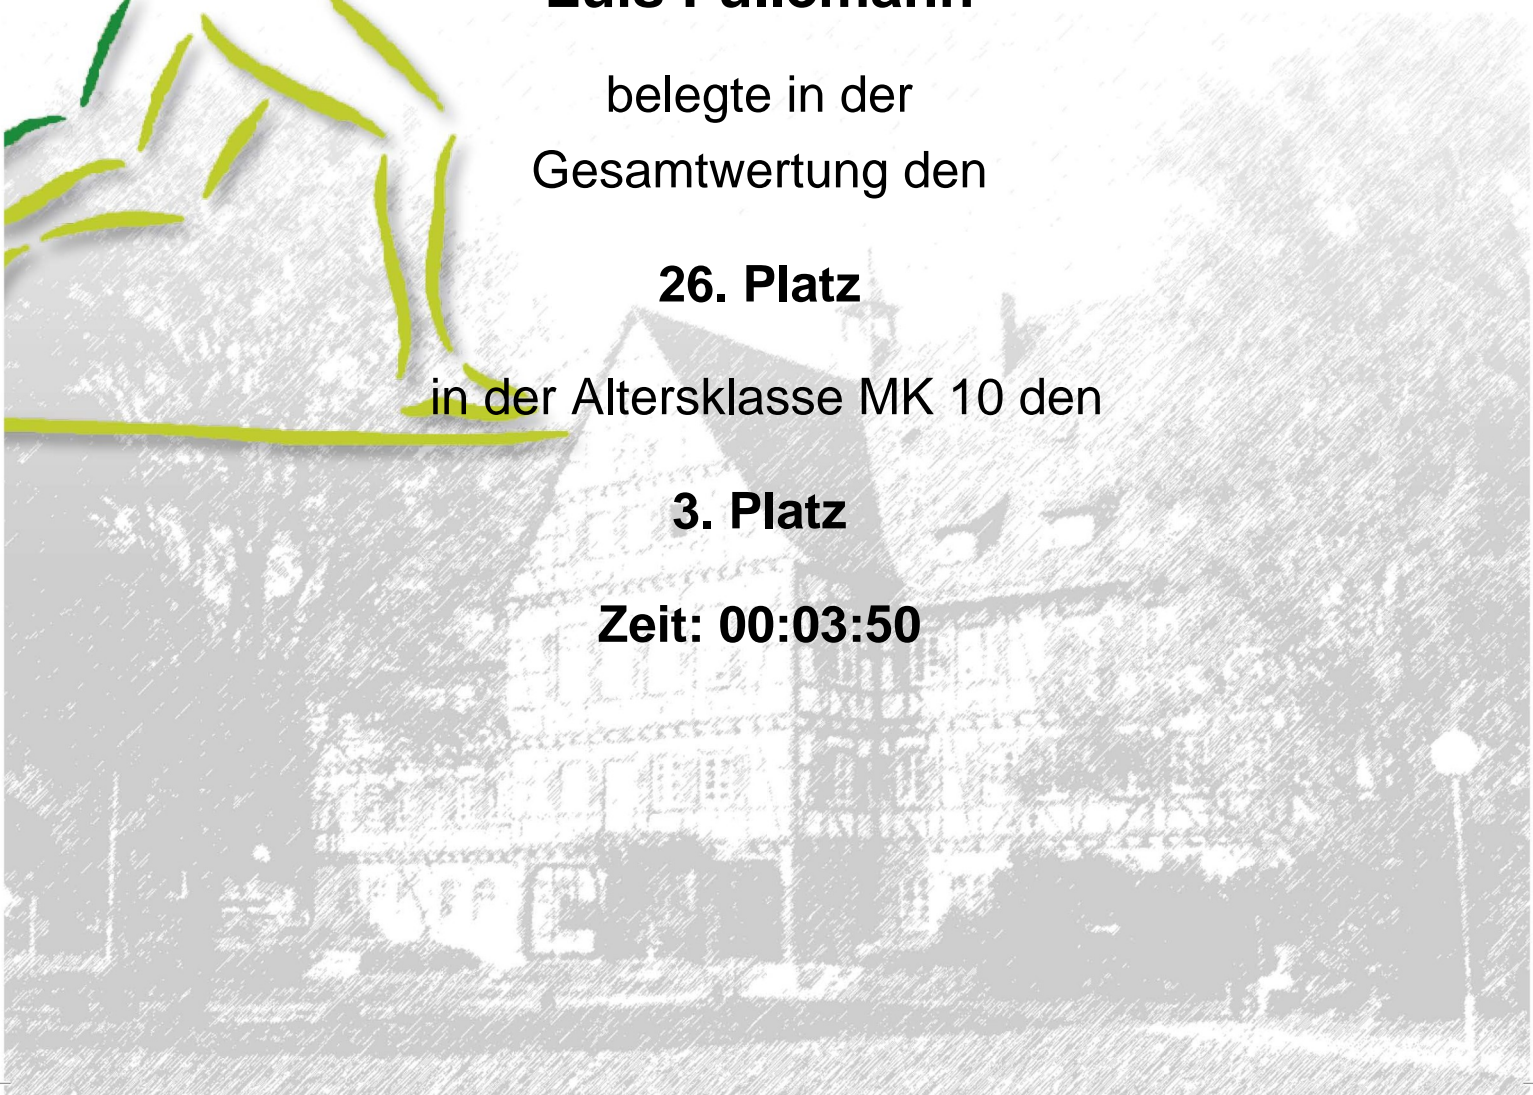 belegte in der
Gesamtwertung den
26. Platz
in der Altersklasse MK 10 den
3. Platz
Zeit: 00:03:50